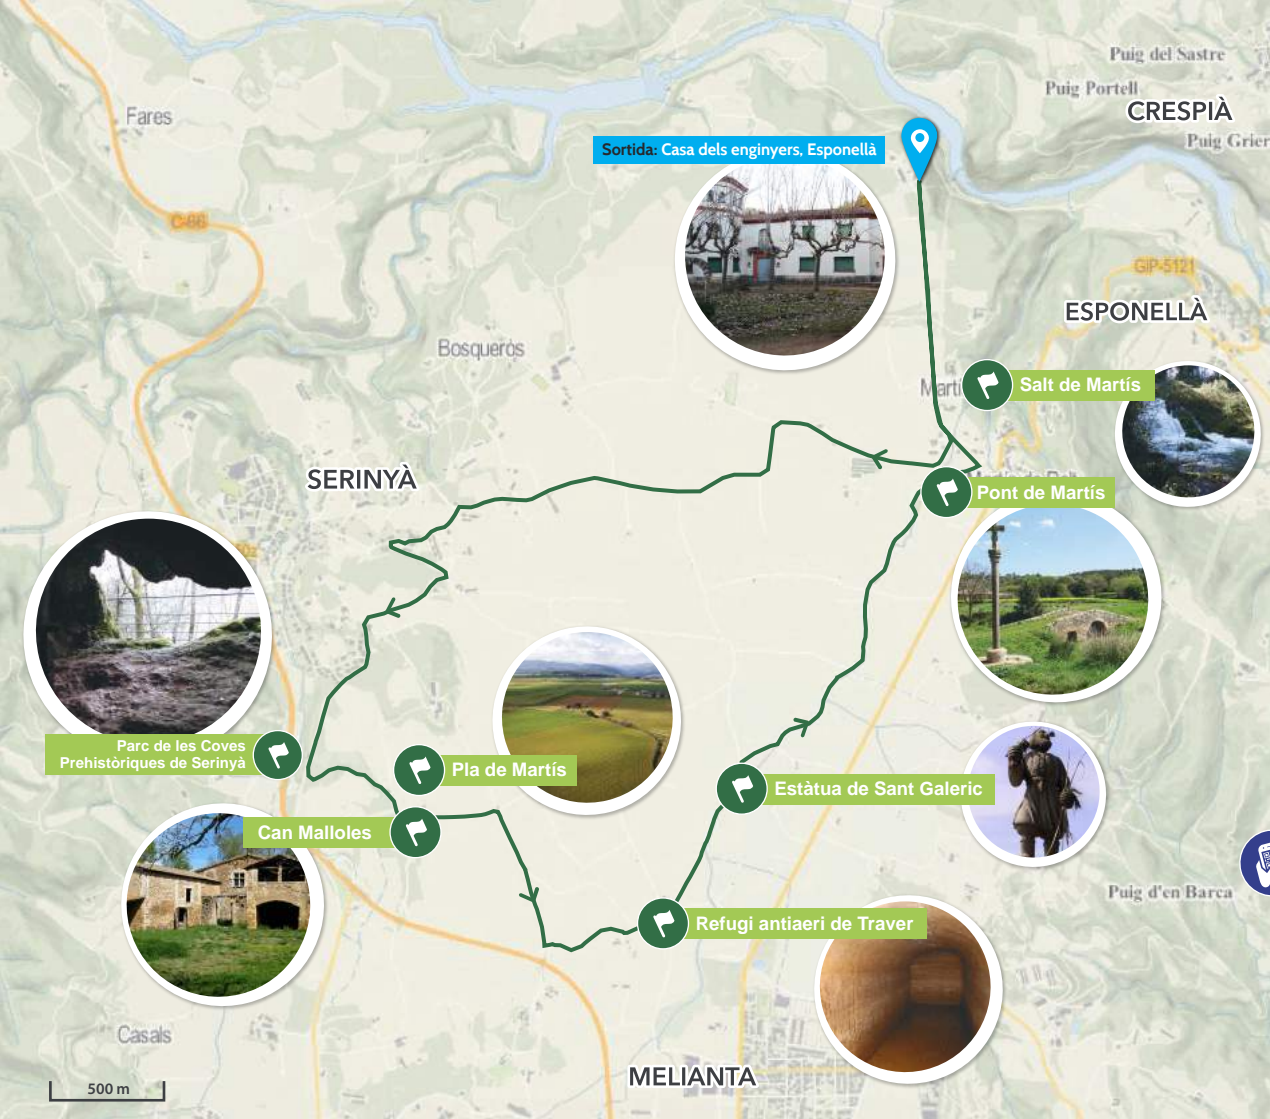 Puig del Sastre
Puig Portell
CRESPIÀ
Fares
Puig Grier
Sortida: Casa dels enginyers, Esponellà
C-66
GIP-5121
ESPONELLÀ
Bosqueròs
Martí
Salt de Martís
SERINYÀ
Pont de Martís
Parc de les Coves
Prehistòriques de Serinyà
Pla de Martís
Estàtua de Sant Galeric
Can Malloles
Puig d'en Barca
Refugi antiaeri de Traver
Casals
MELIANTA
500 m